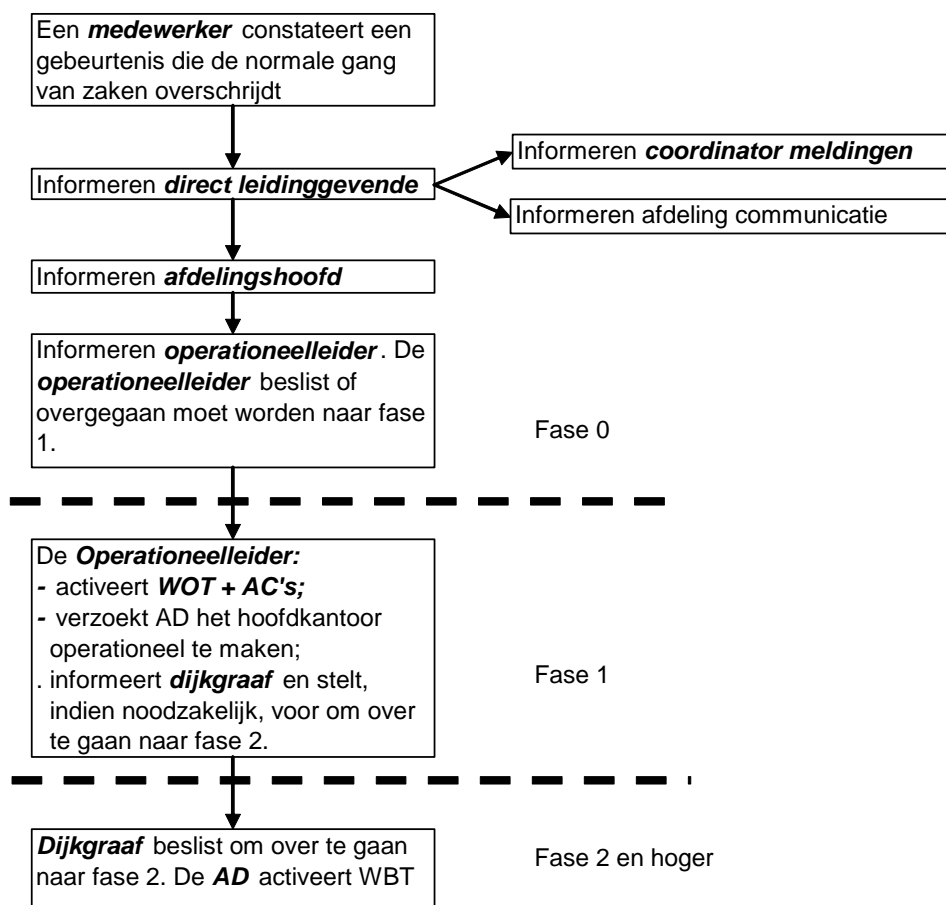 Een medewerker constateert een
gebeurtenis die de normale gang
van zaken overschrijdt
Informeren coordinator meldingen
Informeren direct leidinggevende
Informeren afdeling communicatie
Informeren afdelingshoofd
Informeren operationeelleider. De
operationeelleider beslist of
overgegaan moet worden naar fase
1.
Fase 0
De Operationeelleider:
- activeert WOT + AC's;
- verzoekt AD het hoofdkantoor
operationeel te maken;
. informeert dijkgraaf en stelt,
indien noodzakelijk, voor om over
te gaan naar fase 2.
Fase 1
Dijkgraaf beslist om over te gaan
naar fase 2. De AD activeert WBT
Fase 2 en hoger